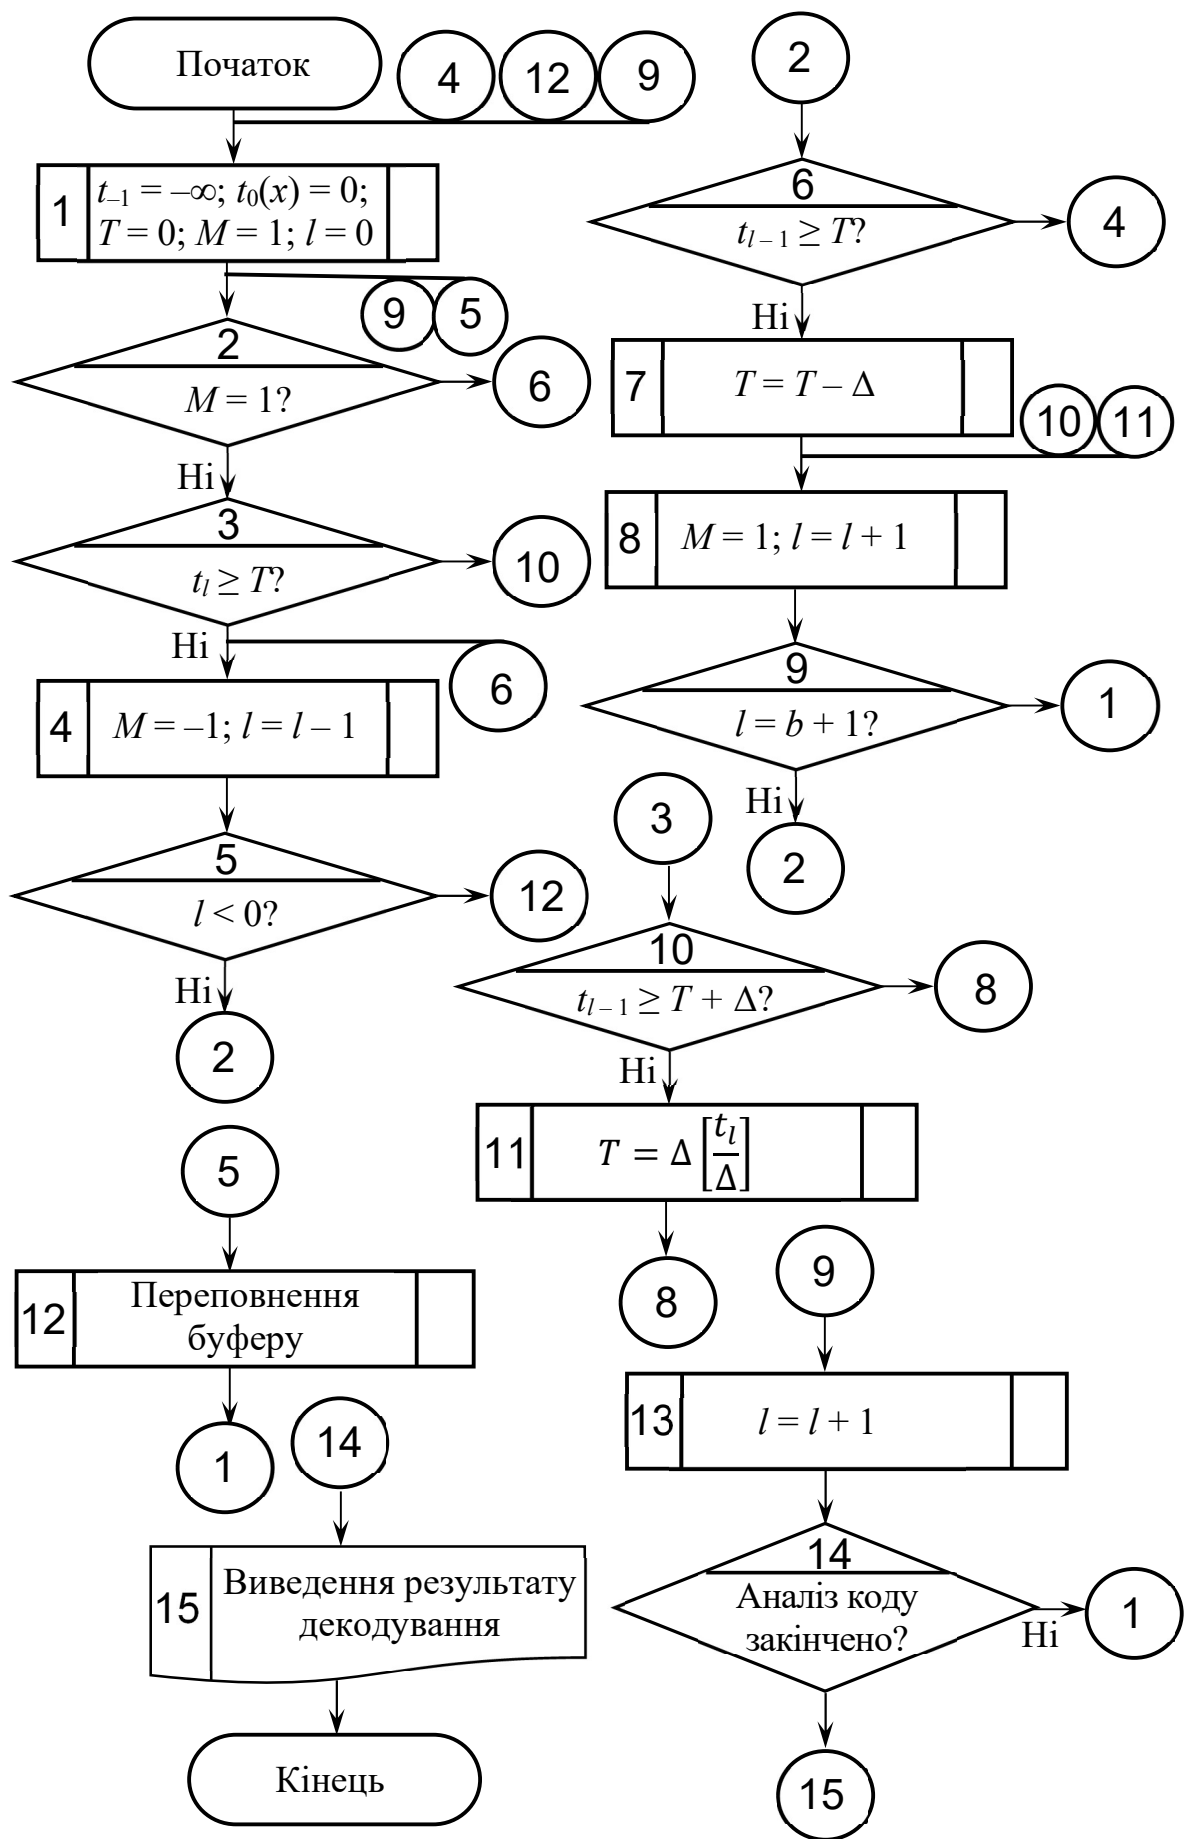 Початок
4
12
9
1
t₋₁ = –∞; t₀(x) = 0;
T = 0; M = 1; l = 0
9
5
2
M = 1?
6
Ні
3
tₗ ≥ T?
10
Ні
6
4
M = –1; l = l – 1
5
l < 0?
12
Ні
2
5
12
Переповнення
буферу
1
14
15
Виведення результату
декодування
Кінець
2
6
tₗ ₋ ₁ ≥ T?
4
Ні
7
T = T – Δ
10
11
8
M = 1; l = l + 1
9
l = b + 1?
1
Ні
2
3
10
tₗ ₋ ₁ ≥ T + Δ?
8
Ні
11
T = Δ [tₗ/Δ]
8
9
13
l = l + 1
14
Аналіз коду
закінчено?
Ні
1
15